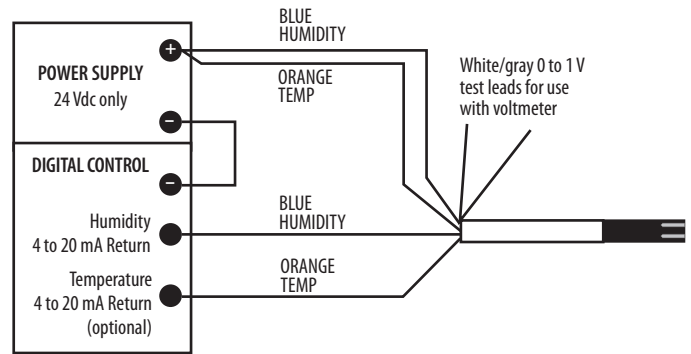 BLUE
HUMIDITY
+
POWER SUPPLY
24 Vdc only
ORANGE
TEMP
White/gray 0 to 1 V
test leads for use
with voltmeter
–
DIGITAL CONTROL
–
Humidity
4 to 20 mA Return
BLUE
HUMIDITY
Temperature
4 to 20 mA Return
(optional)
ORANGE
TEMP